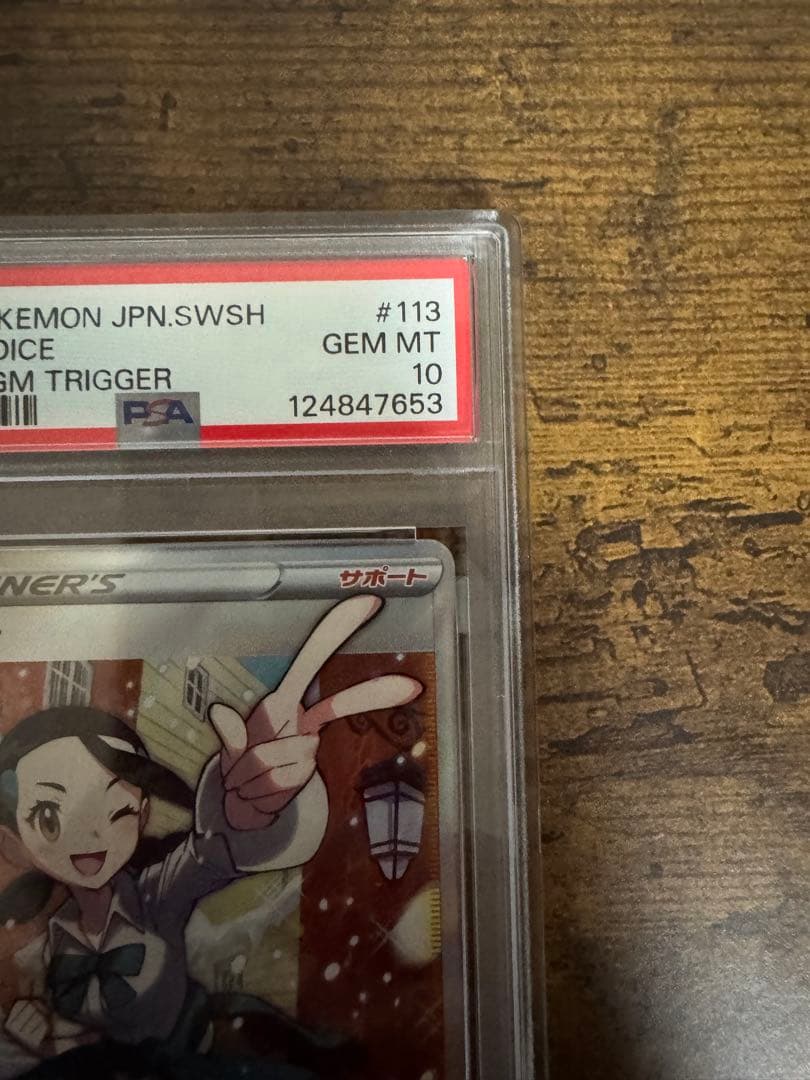 KEMON JPN.SWSH #113
DICE GEM MT
GM TRIGGER 10
PSA 124847653
NER'S サポート